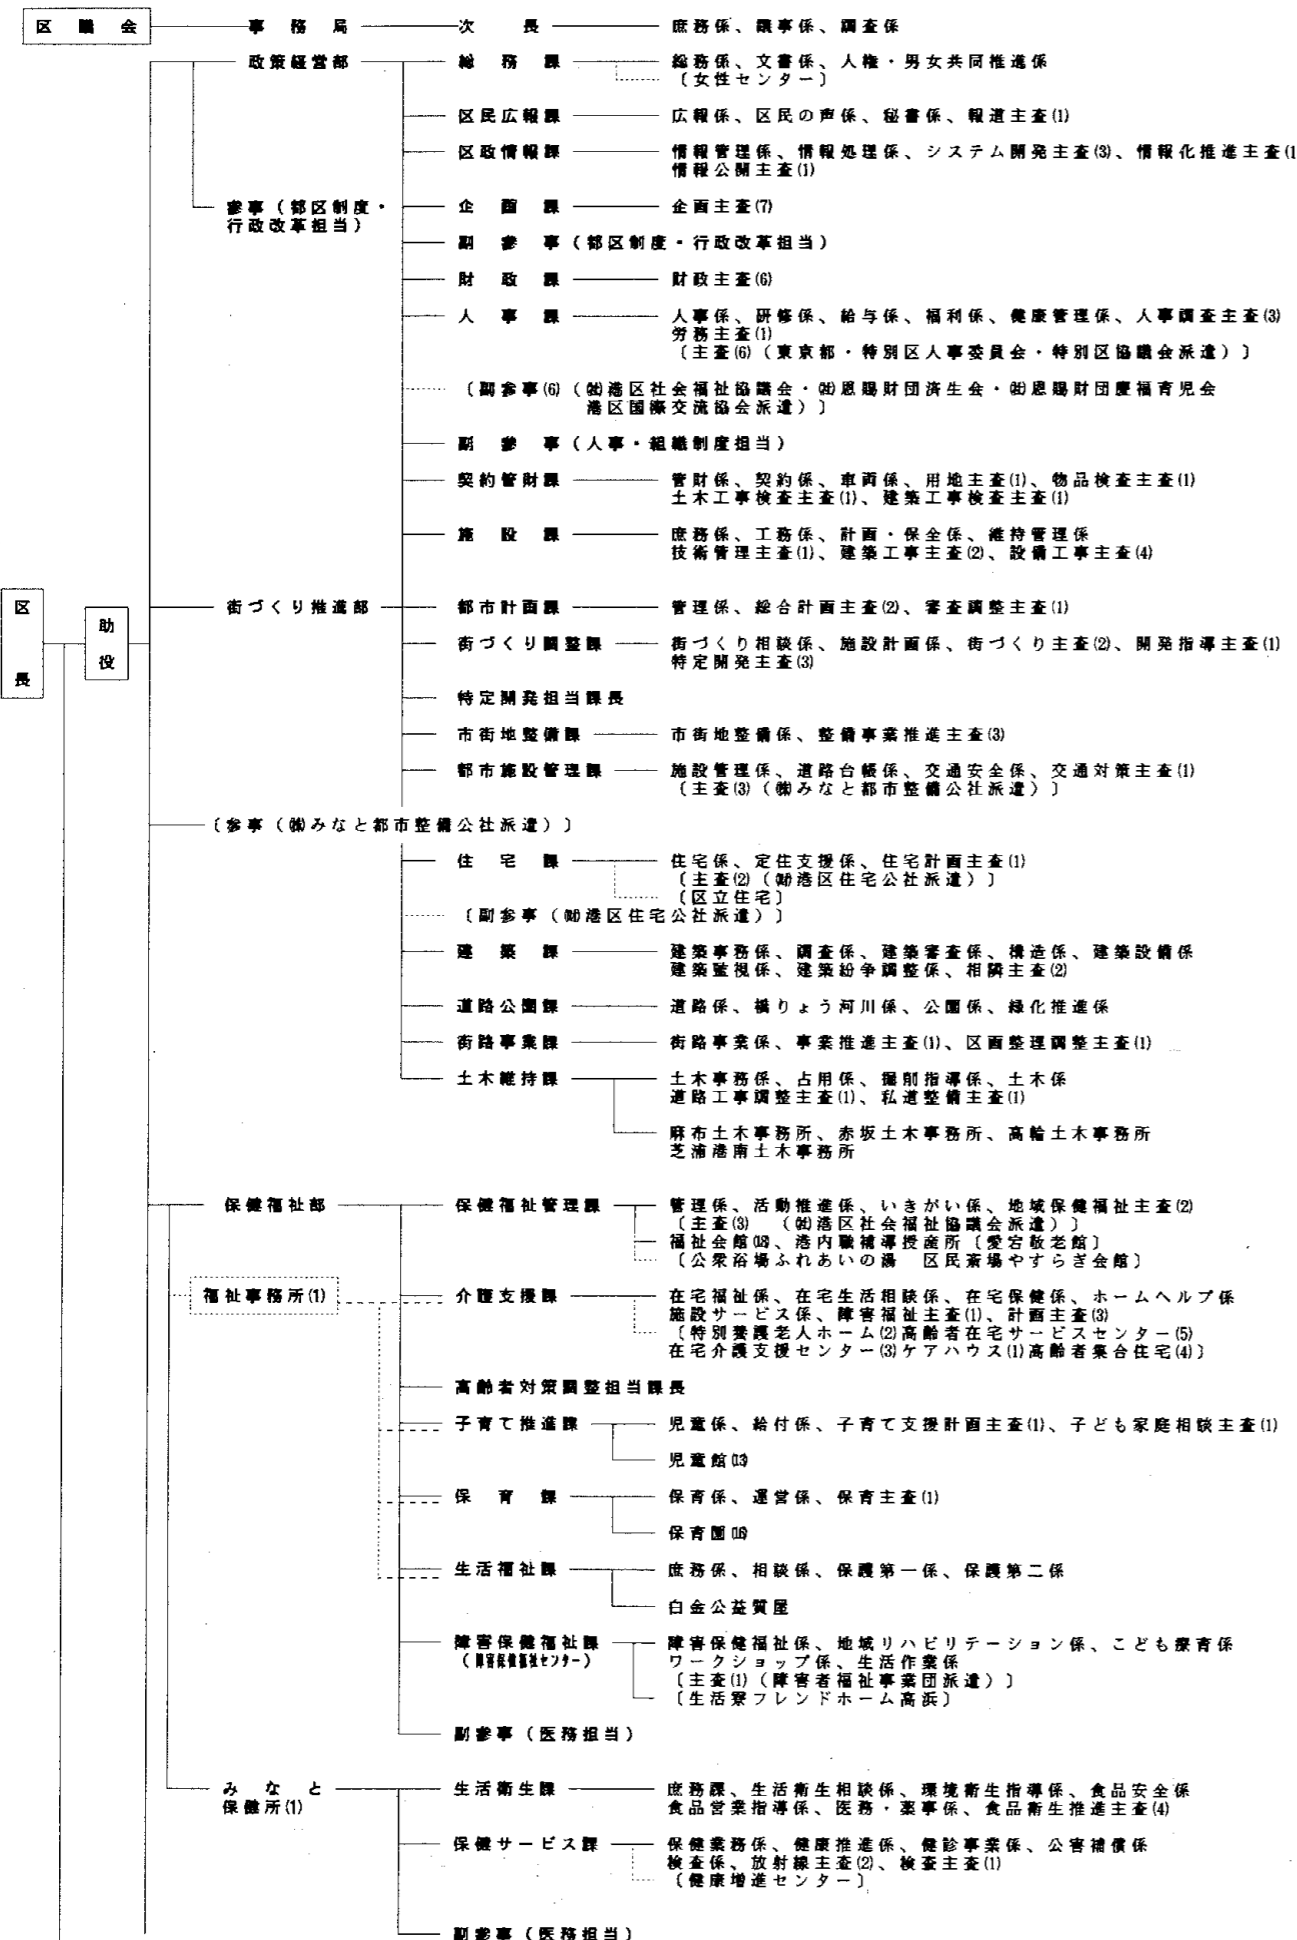 区議会 事務局 次長 庶務係、議事係、調査係
政策経営部 総務課 総務係、文書係、人権・男女共同推進係
〔女性センター〕
区民広報課 広報係、区民の声係、秘書係、報道主査(1)
区政情報課 情報管理係、情報処理係、システム開発主査(3)、情報化推進主査(1
情報公開主査(1)
参事(都区制度・
行政改革担当)
企画課 企画主査(7)
副参事(都区制度・行政改革担当)
財政課 財政主査(6)
人事課 人事係、研修係、給与係、福利係、健康管理係、人事調査主査(3)
労務主査(1)
〔主査(6)(東京都・特別区人事委員会・特別区協議会派遣)〕
〔副参事(6)(㈳港区社会福祉協議会・㈳恩賜財団済生会・㈳恩賜財団慶福育児会
港区国際交流協会派遣)〕
副参事(人事・組織制度担当)
契約管財課 管財係、契約係、車両係、用地主査(1)、物品検査主査(1)
土木工事検査主査(1)、建築工事検査主査(1)
施設課 庶務係、工務係、計画・保全係、維持管理係
技術管理主査(1)、建築工事主査(2)、設備工事主査(4)
区長 助役
街づくり推進部 都市計画課 管理係、総合計画主査(2)、審査調整主査(1)
街づくり調整課 街づくり相談係、施設計画係、街づくり主査(2)、開発指導主査(1)
特定開発主査(3)
特定開発担当課長
市街地整備課 市街地整備係、整備事業推進主査(3)
都市施設管理課 施設管理係、道路台帳係、交通安全係、交通対策主査(1)
〔主査(3)(㈱みなと都市整備公社派遣)〕
〔参事(㈱みなと都市整備公社派遣)〕
住宅課 住宅係、定住支援係、住宅計画主査(1)
〔主査(2)(㈶港区住宅公社派遣)〕
〔区立住宅〕
〔副参事(㈶港区住宅公社派遣)〕
建築課 建築事務係、調査係、建築審査係、構造係、建築設備係
建築監視係、建築紛争調整係、相隣主査(2)
道路公園課 道路係、橋りょう河川係、公園係、緑化推進係
街路事業課 街路事業係、事業推進主査(1)、区画整理調整主査(1)
土木維持課 土木事務係、占用係、掘削指導係、土木係
道路工事調整主査(1)、私道整備主査(1)
麻布土木事務所、赤坂土木事務所、高輪土木事務所
芝浦港南土木事務所
保健福祉部 保健福祉管理課 管理係、活動推進係、いきがい係、地域保健福祉主査(2)
〔主査(3) (㈳港区社会福祉協議会派遣)〕
福祉会館⒅、港内職補導授産所〔愛宕敬老館〕
〔公衆浴場ふれあいの湯 区民斎場やすらぎ会館〕
福祉事務所(1) 介護支援課 在宅福祉係、在宅生活相談係、在宅保健係、ホームヘルプ係
施設サービス係、障害福祉主査(1)、計画主査(3)
〔特別養護老人ホーム(2)高齢者在宅サービスセンター(5)
在宅介護支援センター(3)ケアハウス(1)高齢者集合住宅(4)〕
高齢者対策調整担当課長
子育て推進課 児童係、給付係、子育て支援計画主査(1)、子ども家庭相談主査(1)
児童館⒀
保育課 保育係、運営係、保育主査(1)
保育園⒃
生活福祉課 庶務係、相談係、保護第一係、保護第二係
白金公益質屋
障害保健福祉課 障害保健福祉係、地域リハビリテーション係、こども療育係
(障害保健福祉センター) ワークショップ係、生活作業係
〔主査(1)(障害者福祉事業団派遣)〕
〔生活寮フレンドホーム高浜〕
副参事(医務担当)
みなと
保健所(1)
生活衛生課 庶務課、生活衛生相談係、環境衛生指導係、食品安全係
食品営業指導係、医務・薬事係、食品衛生推進主査(4)
保健サービス課 保健業務係、健康推進係、健診事業係、公害補償係
検査係、放射線主査(2)、検査主査(1)
〔健康増進センター〕
副参事(医務担当)